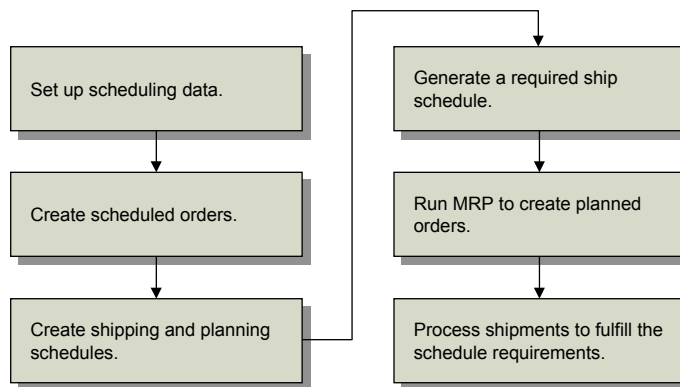 Set up scheduling data.
Create scheduled orders.
Create shipping and planning
schedules.
Generate a required ship
schedule.
Run MRP to create planned
orders.
Process shipments to fulfill the
schedule requirements.